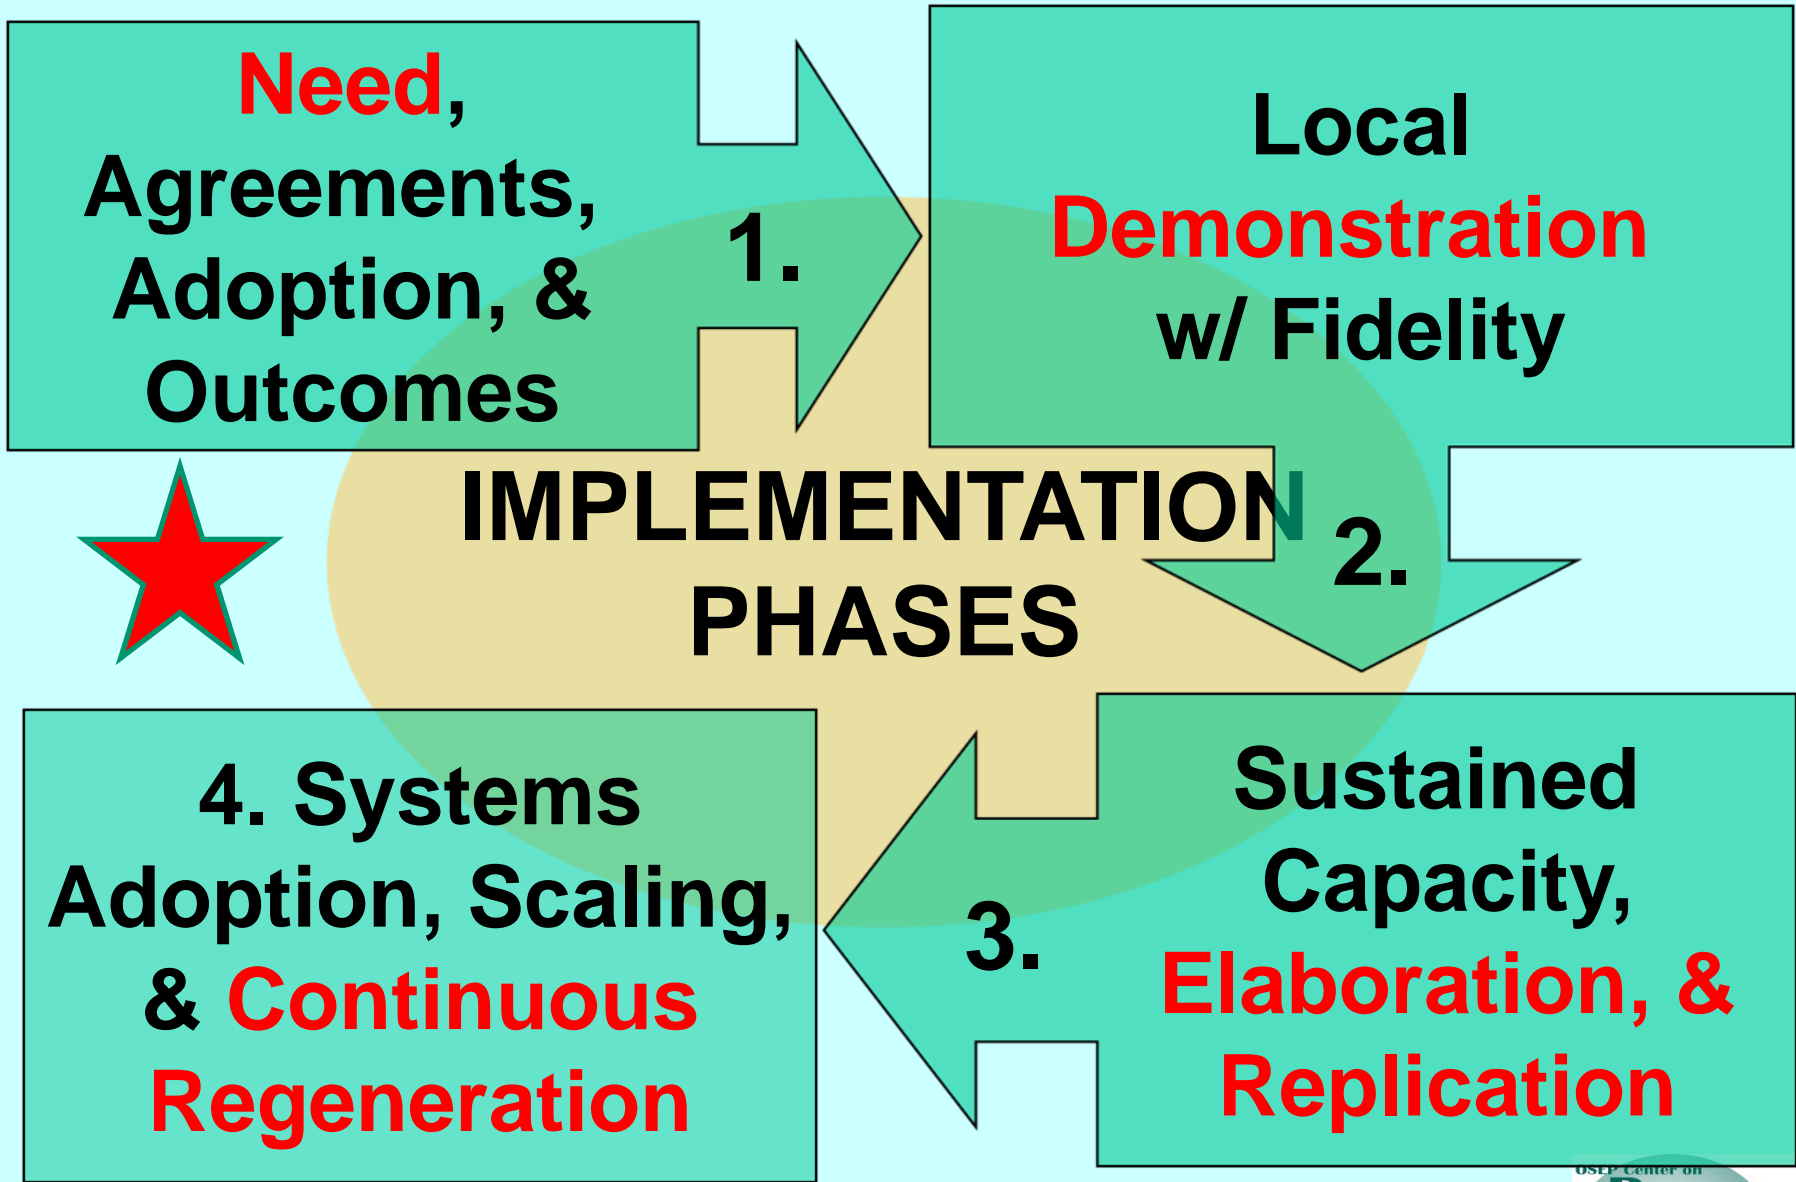 Need,
Agreements,
Adoption, &
Outcomes
1.
Local
Demonstration
w/ Fidelity
IMPLEMENTATION
PHASES
2.
Sustained
Capacity,
Elaboration, &
Replication
3.
4. Systems
Adoption, Scaling,
& Continuous
Regeneration
OSEP Center on